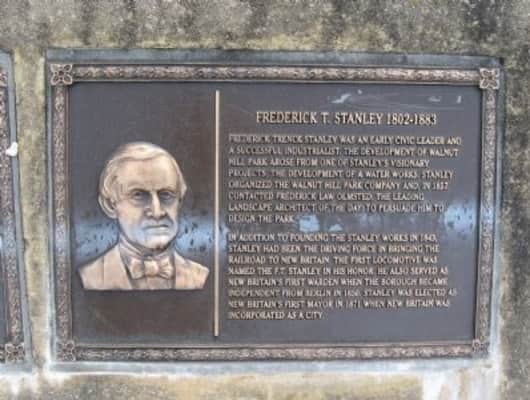 FREDERICK T. STANLEY 1802-1883
FREDERICK TRENCK STANLEY WAS AN EARLY CIVIC LEADER AND
A SUCCESSFUL INDUSTRIALIST. THE DEVELOPMENT OF WALNUT
HILL PARK AROSE FROM ONE OF STANLEY'S VISIONARY
PROJECTS, THE DEVELOPMENT OF A WATER WORKS. STANLEY
ORGANIZED THE WALNUT HILL PARK COMPANY AND, IN 1857
CONTACTED FREDERICK LAW OLMSTED, THE LEADING
LANDSCAPE ARCHITECT OF THE DAY TO PERSUADE HIM TO
DESIGN THE PARK.
IN ADDITION TO FOUNDING THE STANLEY WORKS IN 1843,
STANLEY HAD BEEN THE DRIVING FORCE IN BRINGING THE
RAILROAD TO NEW BRITAIN. THE FIRST LOCOMOTIVE WAS
NAMED THE F.T. STANLEY IN HIS HONOR. HE ALSO SERVED AS
NEW BRITAIN'S FIRST WARDEN WHEN THE BOROUGH BECAME
INDEPENDENT FROM BERLIN IN 1850. STANLEY WAS ELECTED AS
NEW BRITAIN'S FIRST MAYOR IN 1871 WHEN NEW BRITAIN WAS
INCORPORATED AS A CITY.